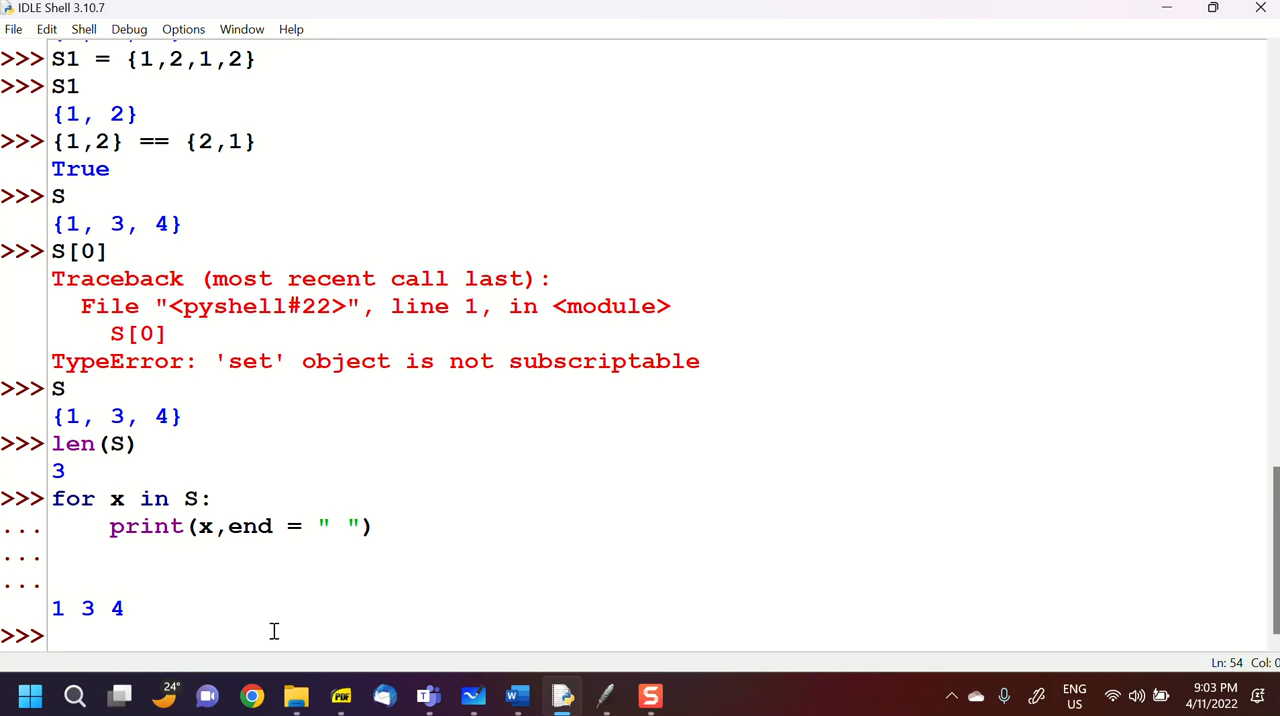 IDLE Shell 3.10.7
File Edit Shell Debug Options Window Help
>>> S1 = {1,2,1,2}
>>> S1
{1, 2}
>>> {1,2} == {2,1}
True
>>> S
{1, 3, 4}
>>> S[0]
Traceback (most recent call last):
File "<pyshell#22>", line 1, in <module>
S[0]
TypeError: 'set' object is not subscriptable
>>> S
{1, 3, 4}
>>> len(S)
3
>>> for x in S:
... print(x,end = " ")
...
...
1 3 4
>>>
Ln: 54 Col: 0
24°
PDF
ENG
US
9:03 PM
4/11/2022